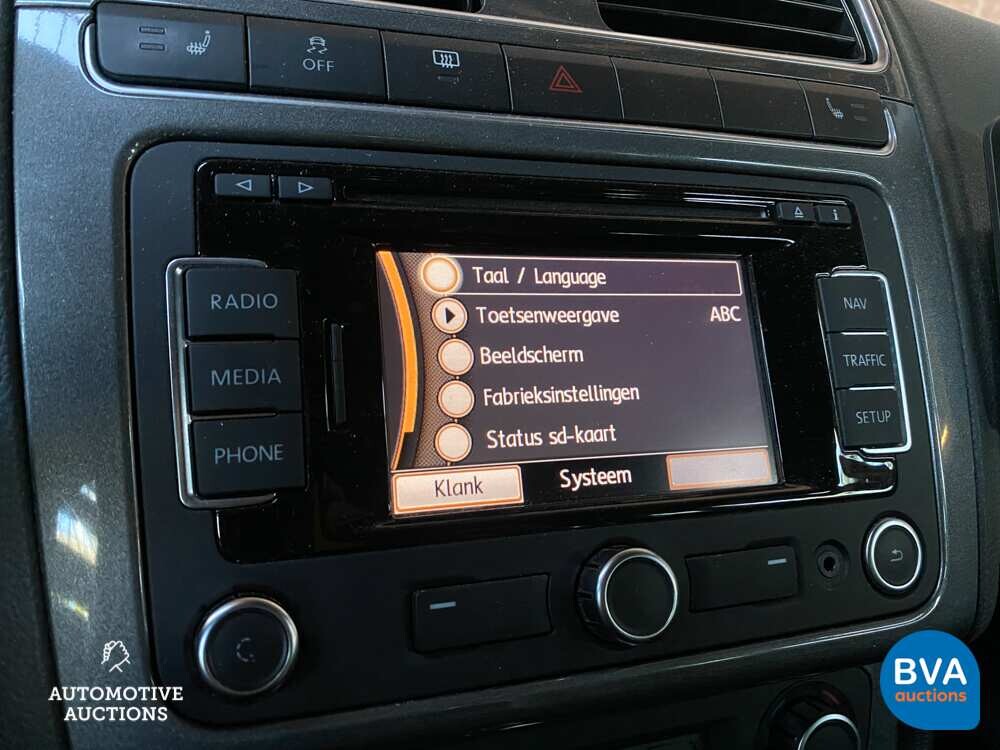 OFF
RADIO
MEDIA
PHONE
Taal / Language
Toetsenweergave ABC
Beeldscherm
Fabrieksinstellingen
Status sd-kaart
Klank
Systeem
i
NAV
TRAFFIC
SETUP
AUTOMOTIVE
AUCTIONS
BVA
auctions